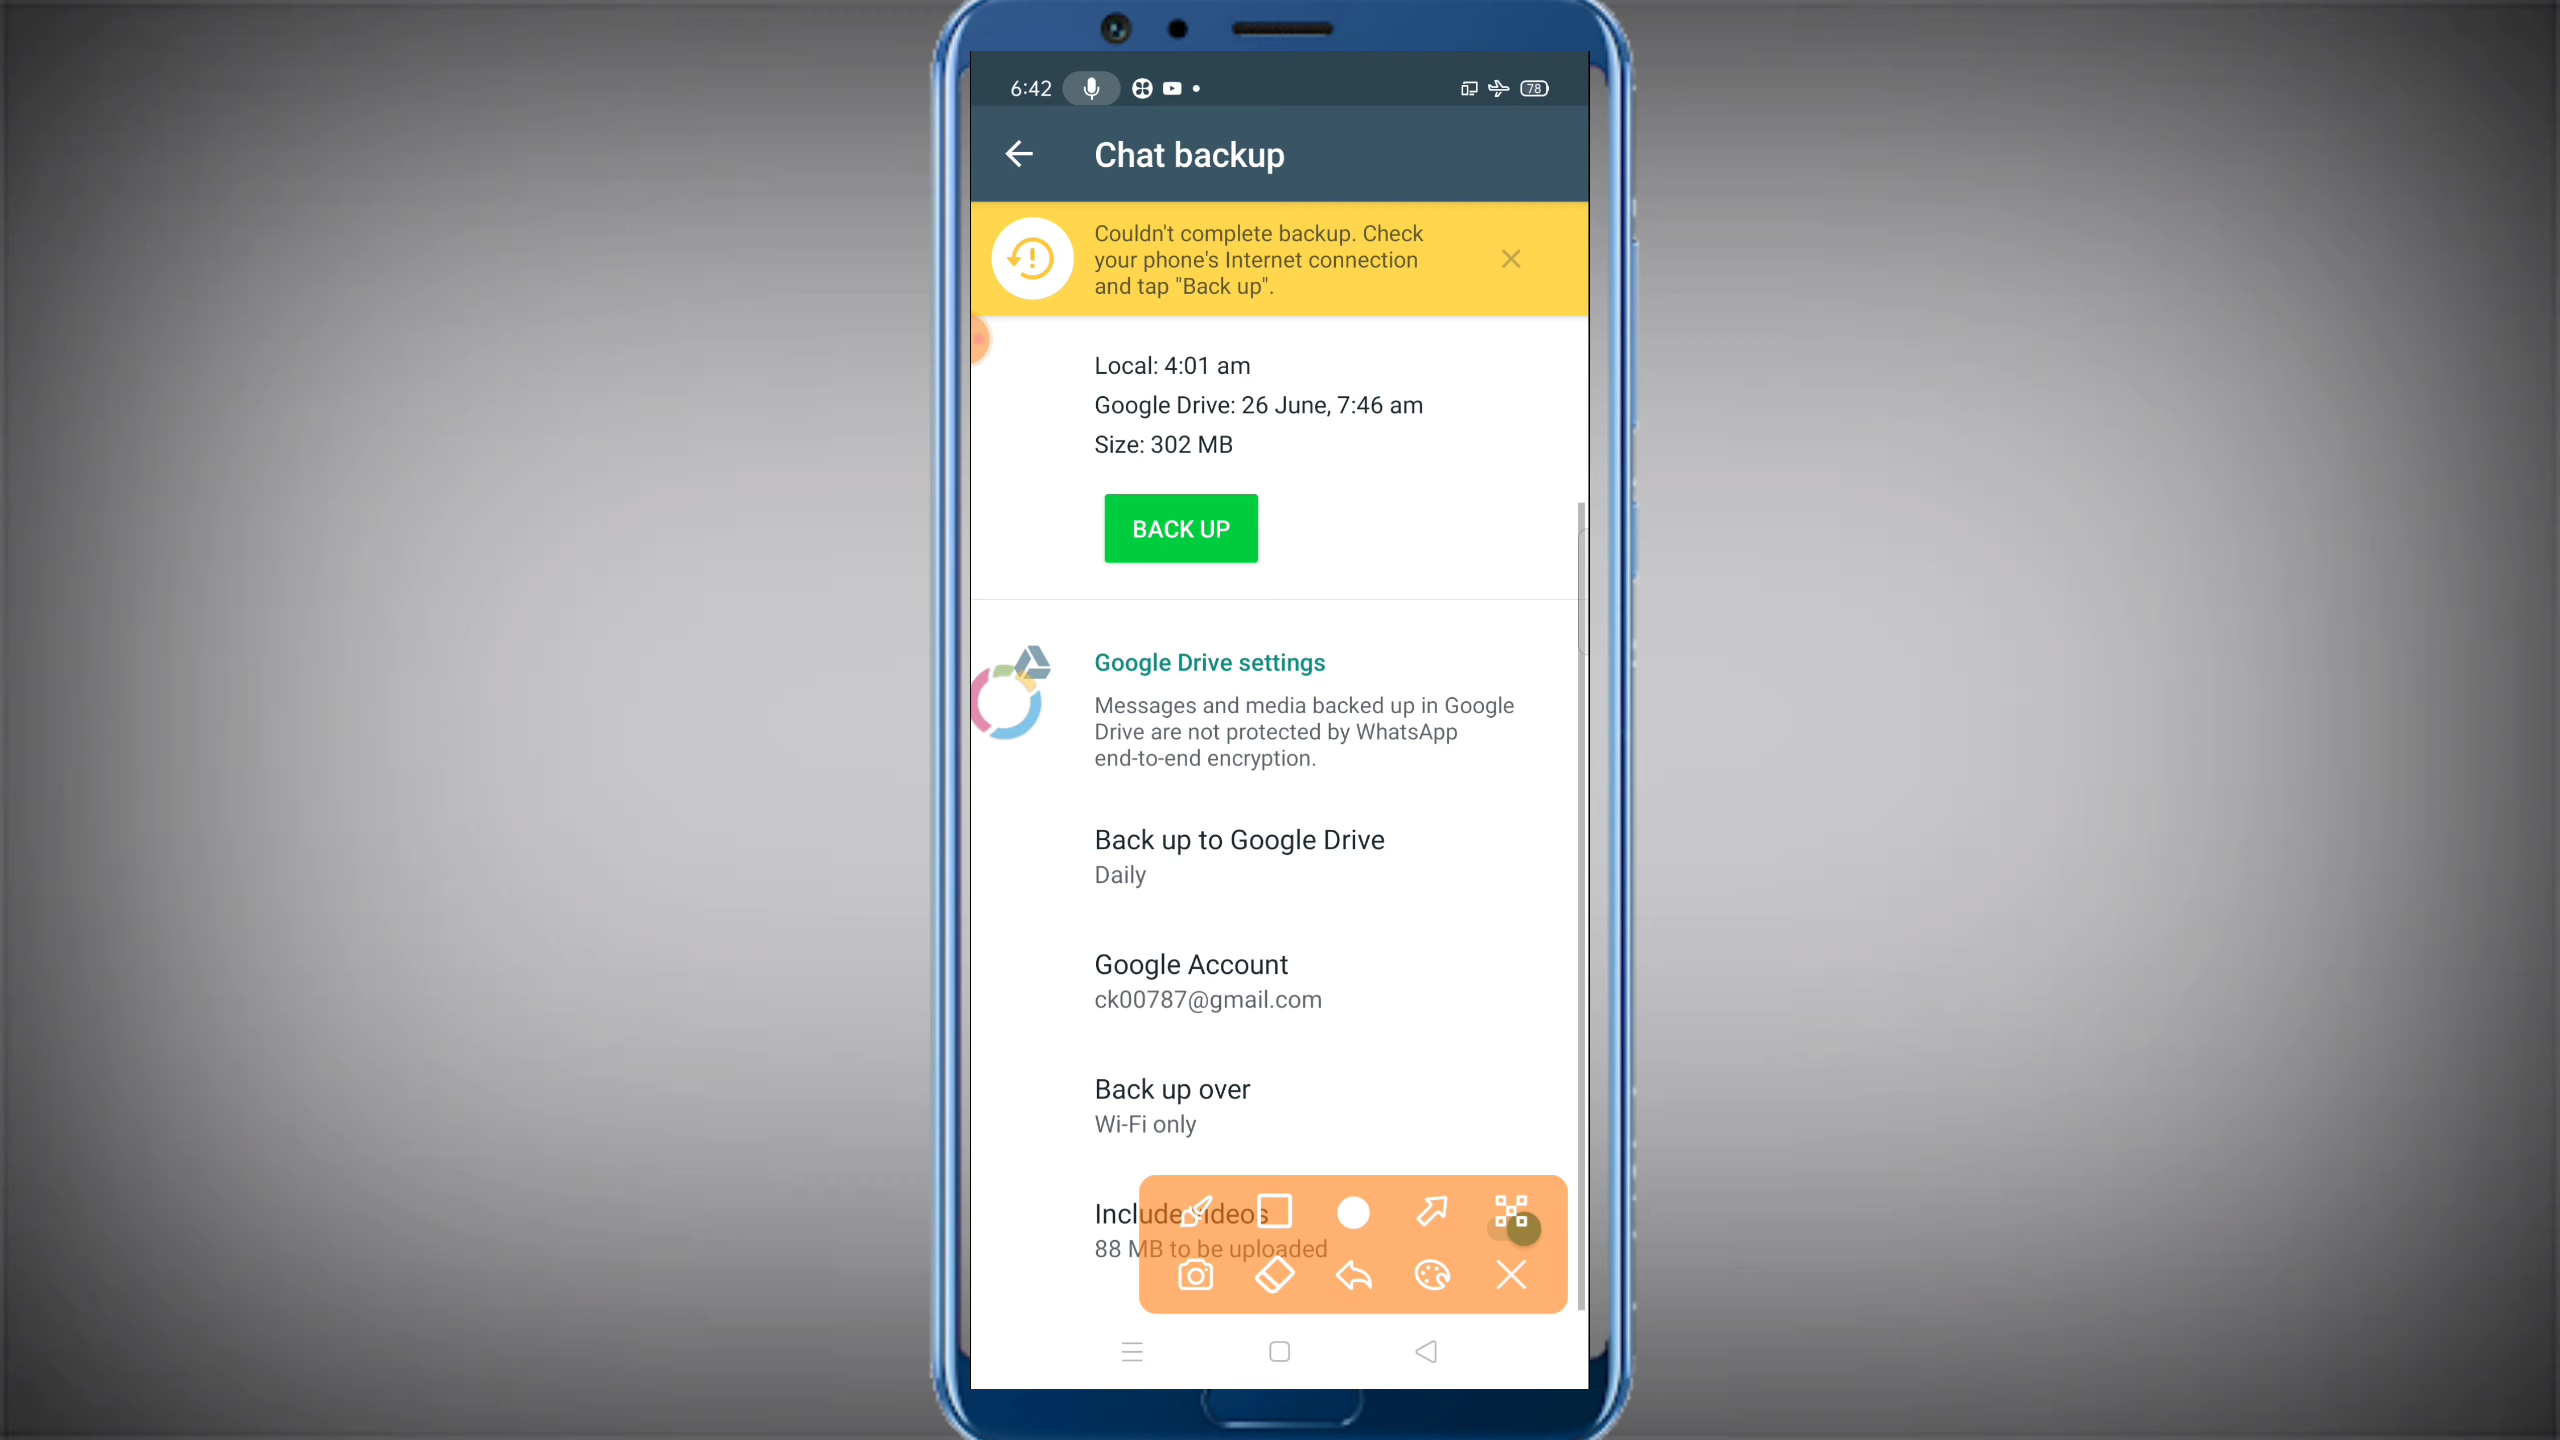 6:42
78
Chat backup
Couldn't complete backup. Check
your phone's Internet connection
and tap "Back up".
Local: 4:01 am
Google Drive: 26 June, 7:46 am
Size: 302 MB
BACK UP
Google Drive settings
Messages and media backed up in Google
Drive are not protected by WhatsApp
end-to-end encryption.
Back up to Google Drive
Daily
Google Account
ck00787@gmail.com
Back up over
Wi-Fi only
Include videos
88 MB to be uploaded